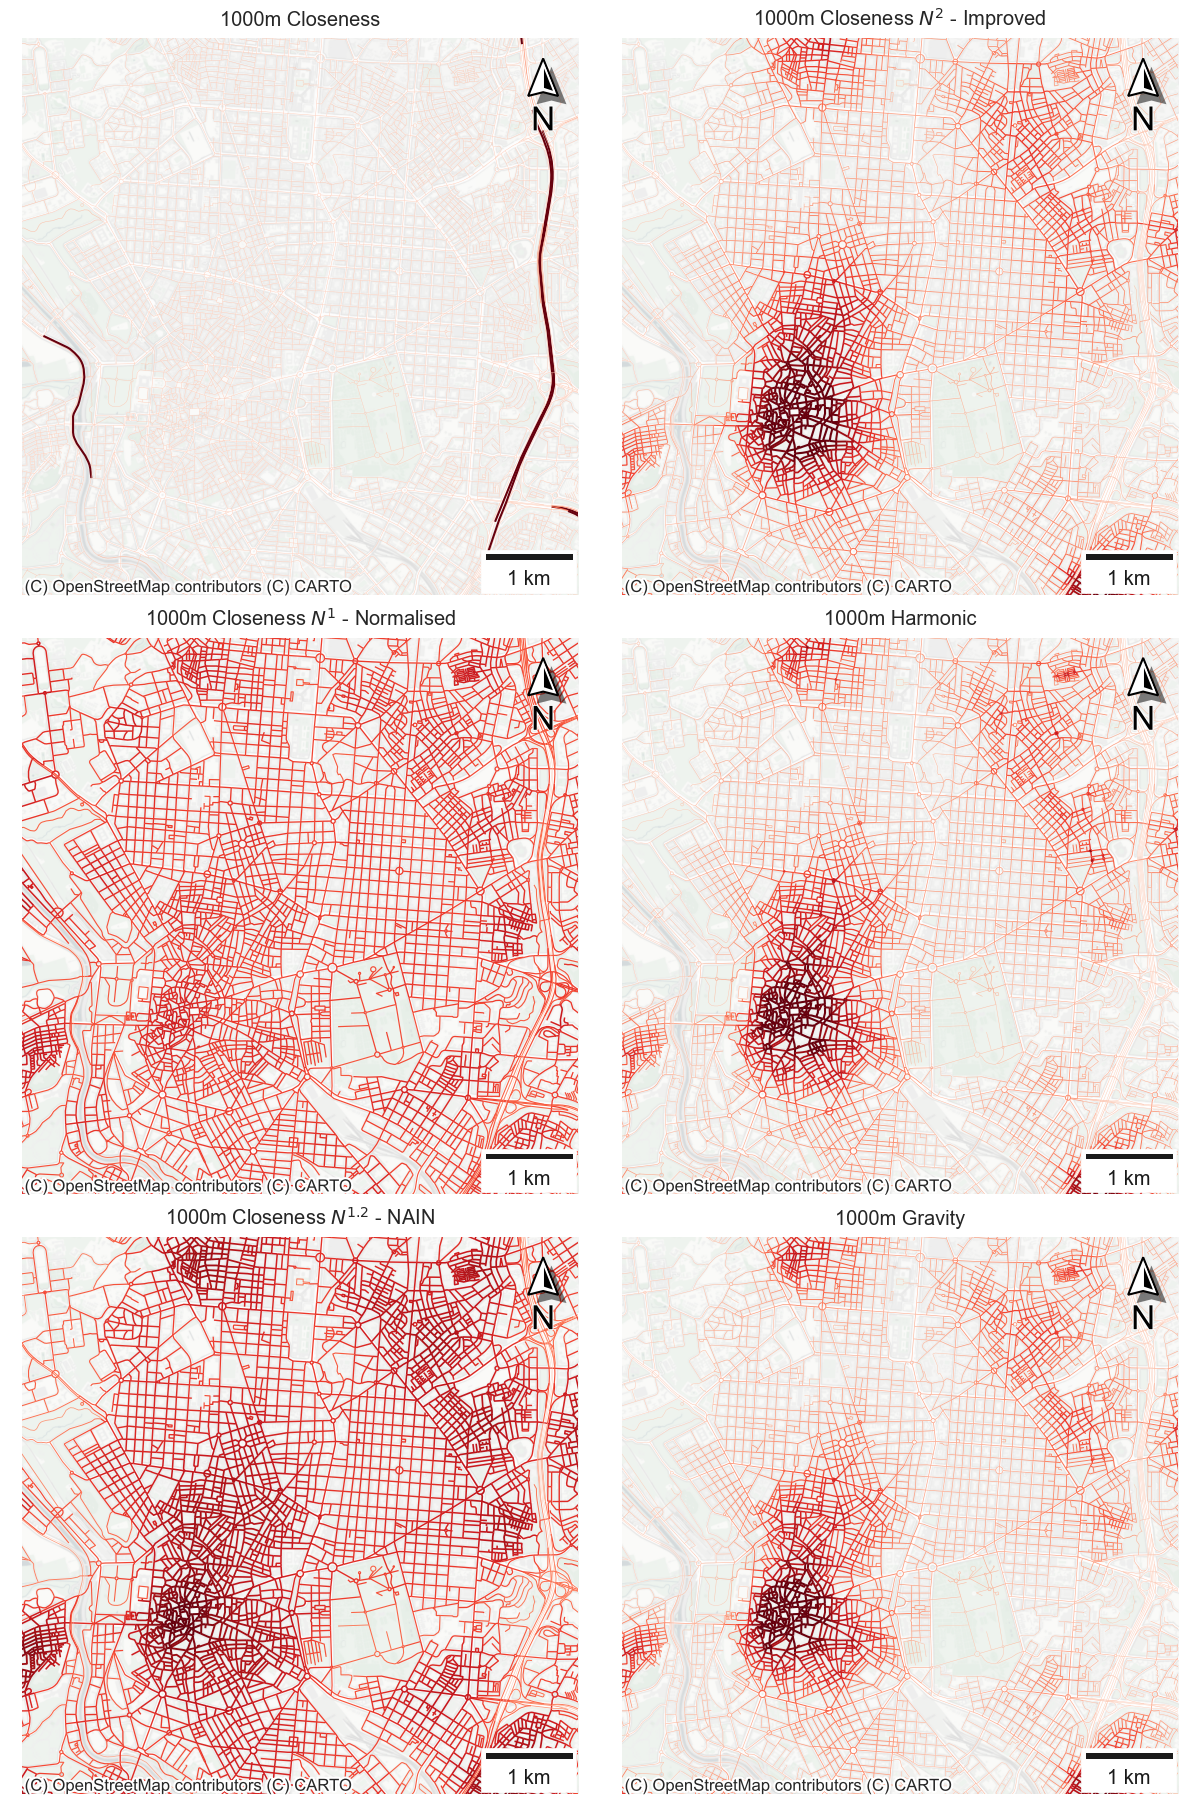 1000m Closeness
N
1 km
(C) OpenStreetMap contributors (C) CARTO
1000m Closeness N² - Improved
N
1 km
(C) OpenStreetMap contributors (C) CARTO
1000m Closeness N¹ - Normalised
N
1 km
(C) OpenStreetMap contributors (C) CARTO
1000m Harmonic
N
1 km
(C) OpenStreetMap contributors (C) CARTO
1000m Closeness N¹·² - NAIN
N
1 km
(C) OpenStreetMap contributors (C) CARTO
1000m Gravity
N
1 km
(C) OpenStreetMap contributors (C) CARTO